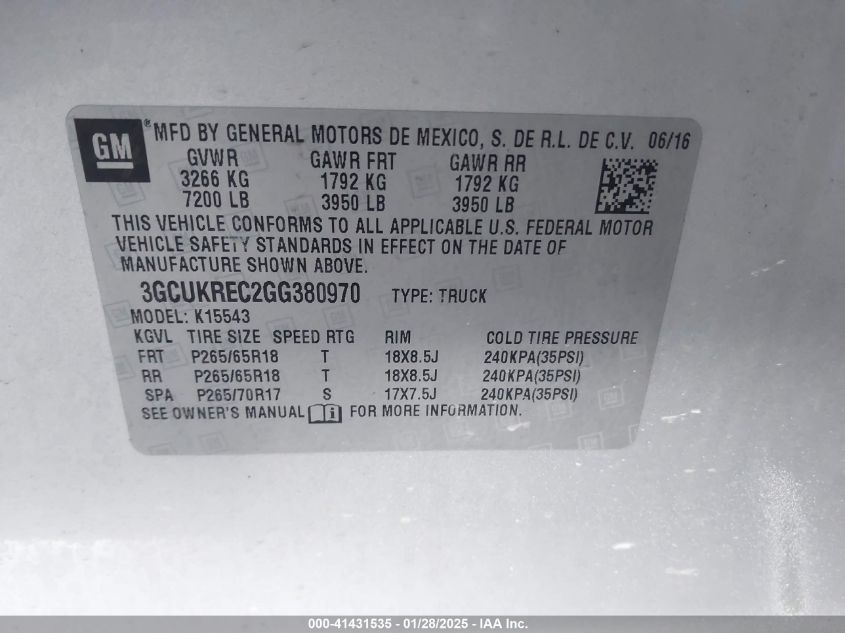 GM ® MFD BY GENERAL MOTORS DE MEXICO, S. DE R.L. DE C.V. 06/16
GVWR GAWR FRT GAWR RR
3266 KG 1792 KG 1792 KG
7200 LB 3950 LB 3950 LB
THIS VEHICLE CONFORMS TO ALL APPLICABLE U.S. FEDERAL MOTOR
VEHICLE SAFETY STANDARDS IN EFFECT ON THE DATE OF
MANUFACTURE SHOWN ABOVE.
3GCUKREC2GG380970 TYPE: TRUCK
MODEL: K15543
KGVL TIRE SIZE SPEED RTG RIM COLD TIRE PRESSURE
FRT P265/65R18 T 18X8.5J 240KPA(35PSI)
RR P265/65R18 T 18X8.5J 240KPA(35PSI)
SPA P265/70R17 S 17X7.5J 240KPA(35PSI)
SEE OWNER'S MANUAL i FOR MORE INFORMATION.
000-41431535 - 01/28/2025 - IAA Inc.